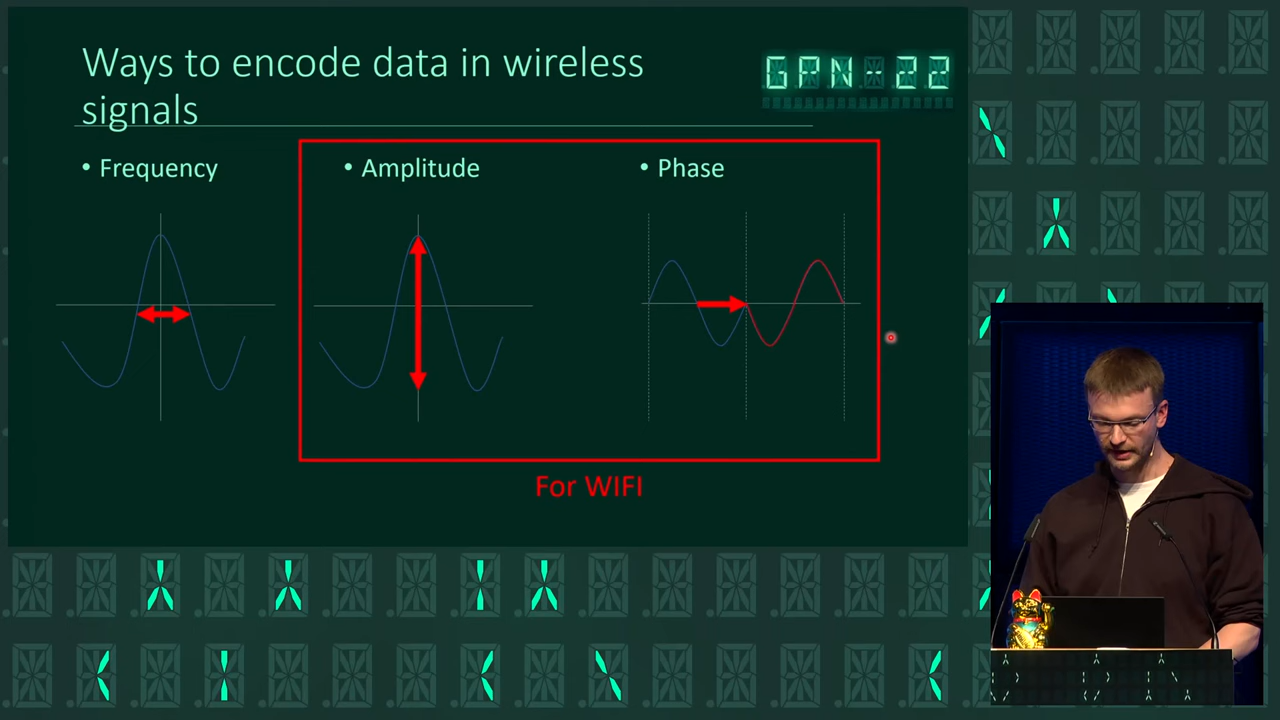 Ways to encode data in wireless
signals
GPN-22
• Frequency
• Amplitude
• Phase
For WIFI